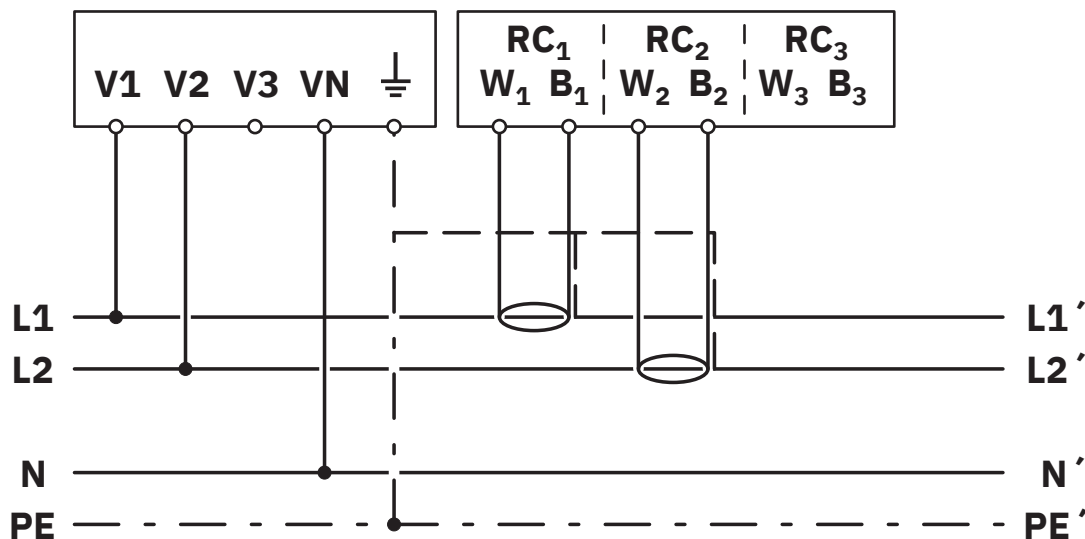 RC₁ RC₂ RC₃
V1 V2 V3 VN W₁ B₁ W₂ B₂ W₃ B₃
L1 L1′
L2 L2′
N N′
PE PE′